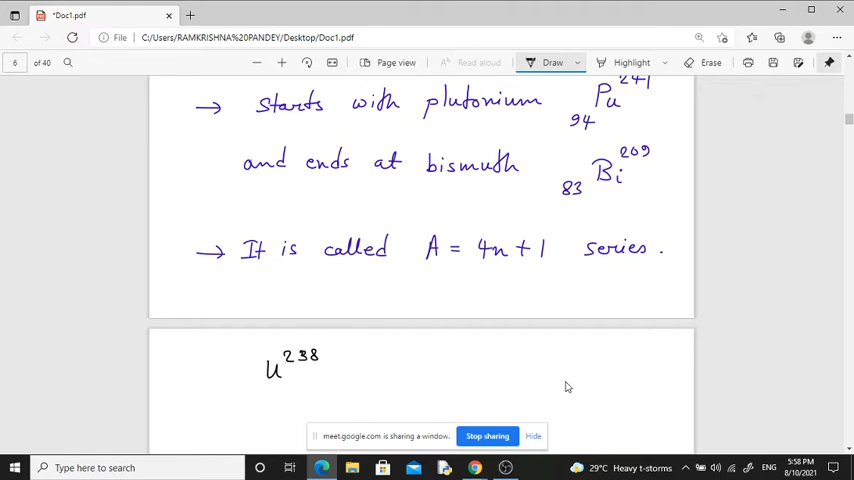 *Doc1.pdf
File C:/Users/RAMKRISHNA%20PANDEY/Desktop/Doc1.pdf
6 of 40 Page view Read aloud Draw Highlight Erase
→ starts with plutonium 94 Pu 241
and ends at bismuth 83 Bi 209
→ It is called A = 4n + 1 series.
U 238
meet.google.com is sharing a window. Stop sharing Hide
Type here to search 29°C Heavy t-storms ENG 5:58 PM
8/10/2021